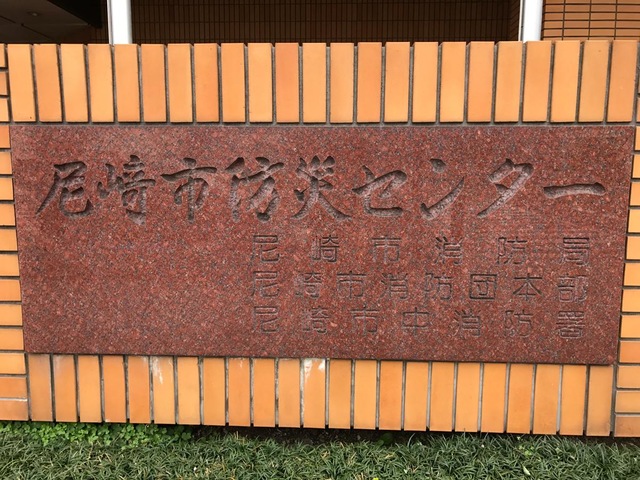 尼崎市防災センター
尼崎市消防局
尼崎市消防団本部
尼崎市中消防署